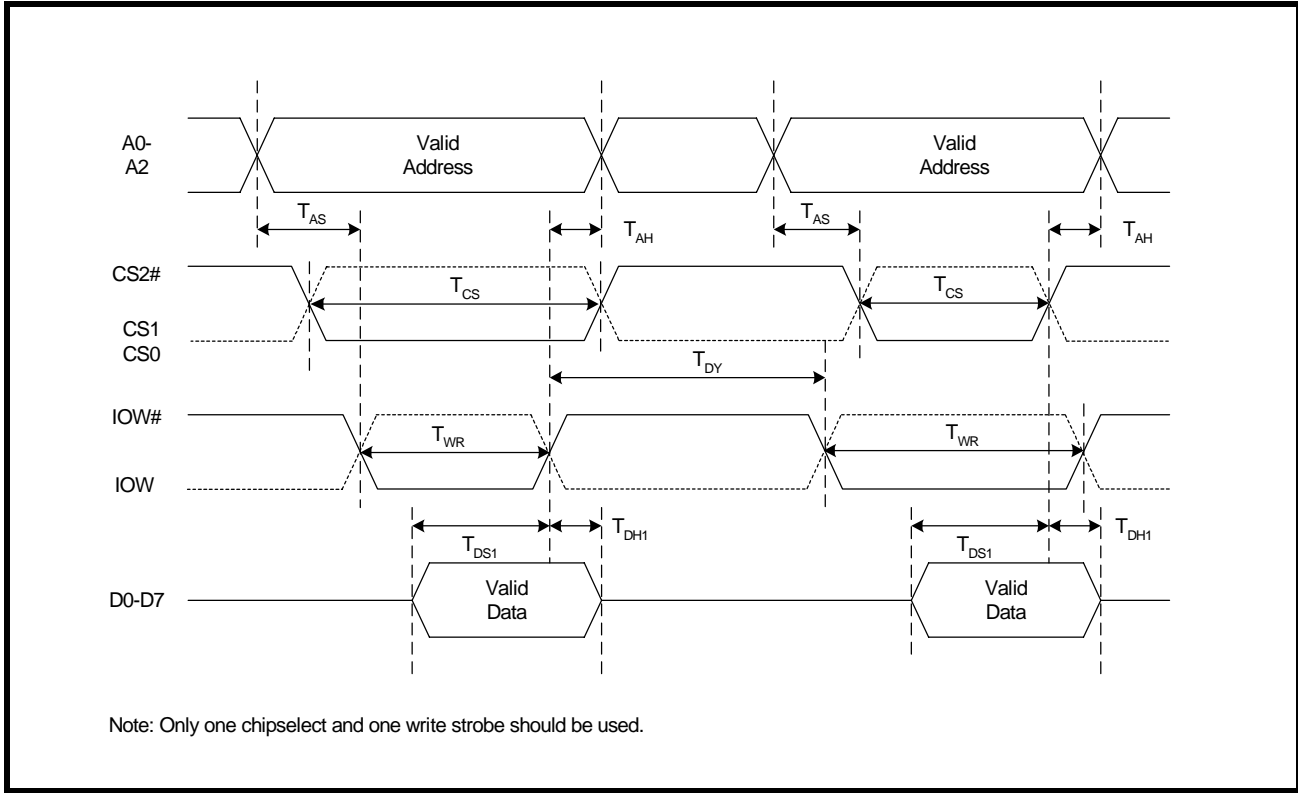 A0-
A2
Valid
Address
Valid
Address
TAS
TAH
TAS
TAH
CS2#
CS1
CS0
TCS
TCS
TDY
IOW#
IOW
TWR
TWR
TDS1
TDH1
TDS1
TDH1
D0-D7
Valid
Data
Valid
Data
Note: Only one chipselect and one write strobe should be used.